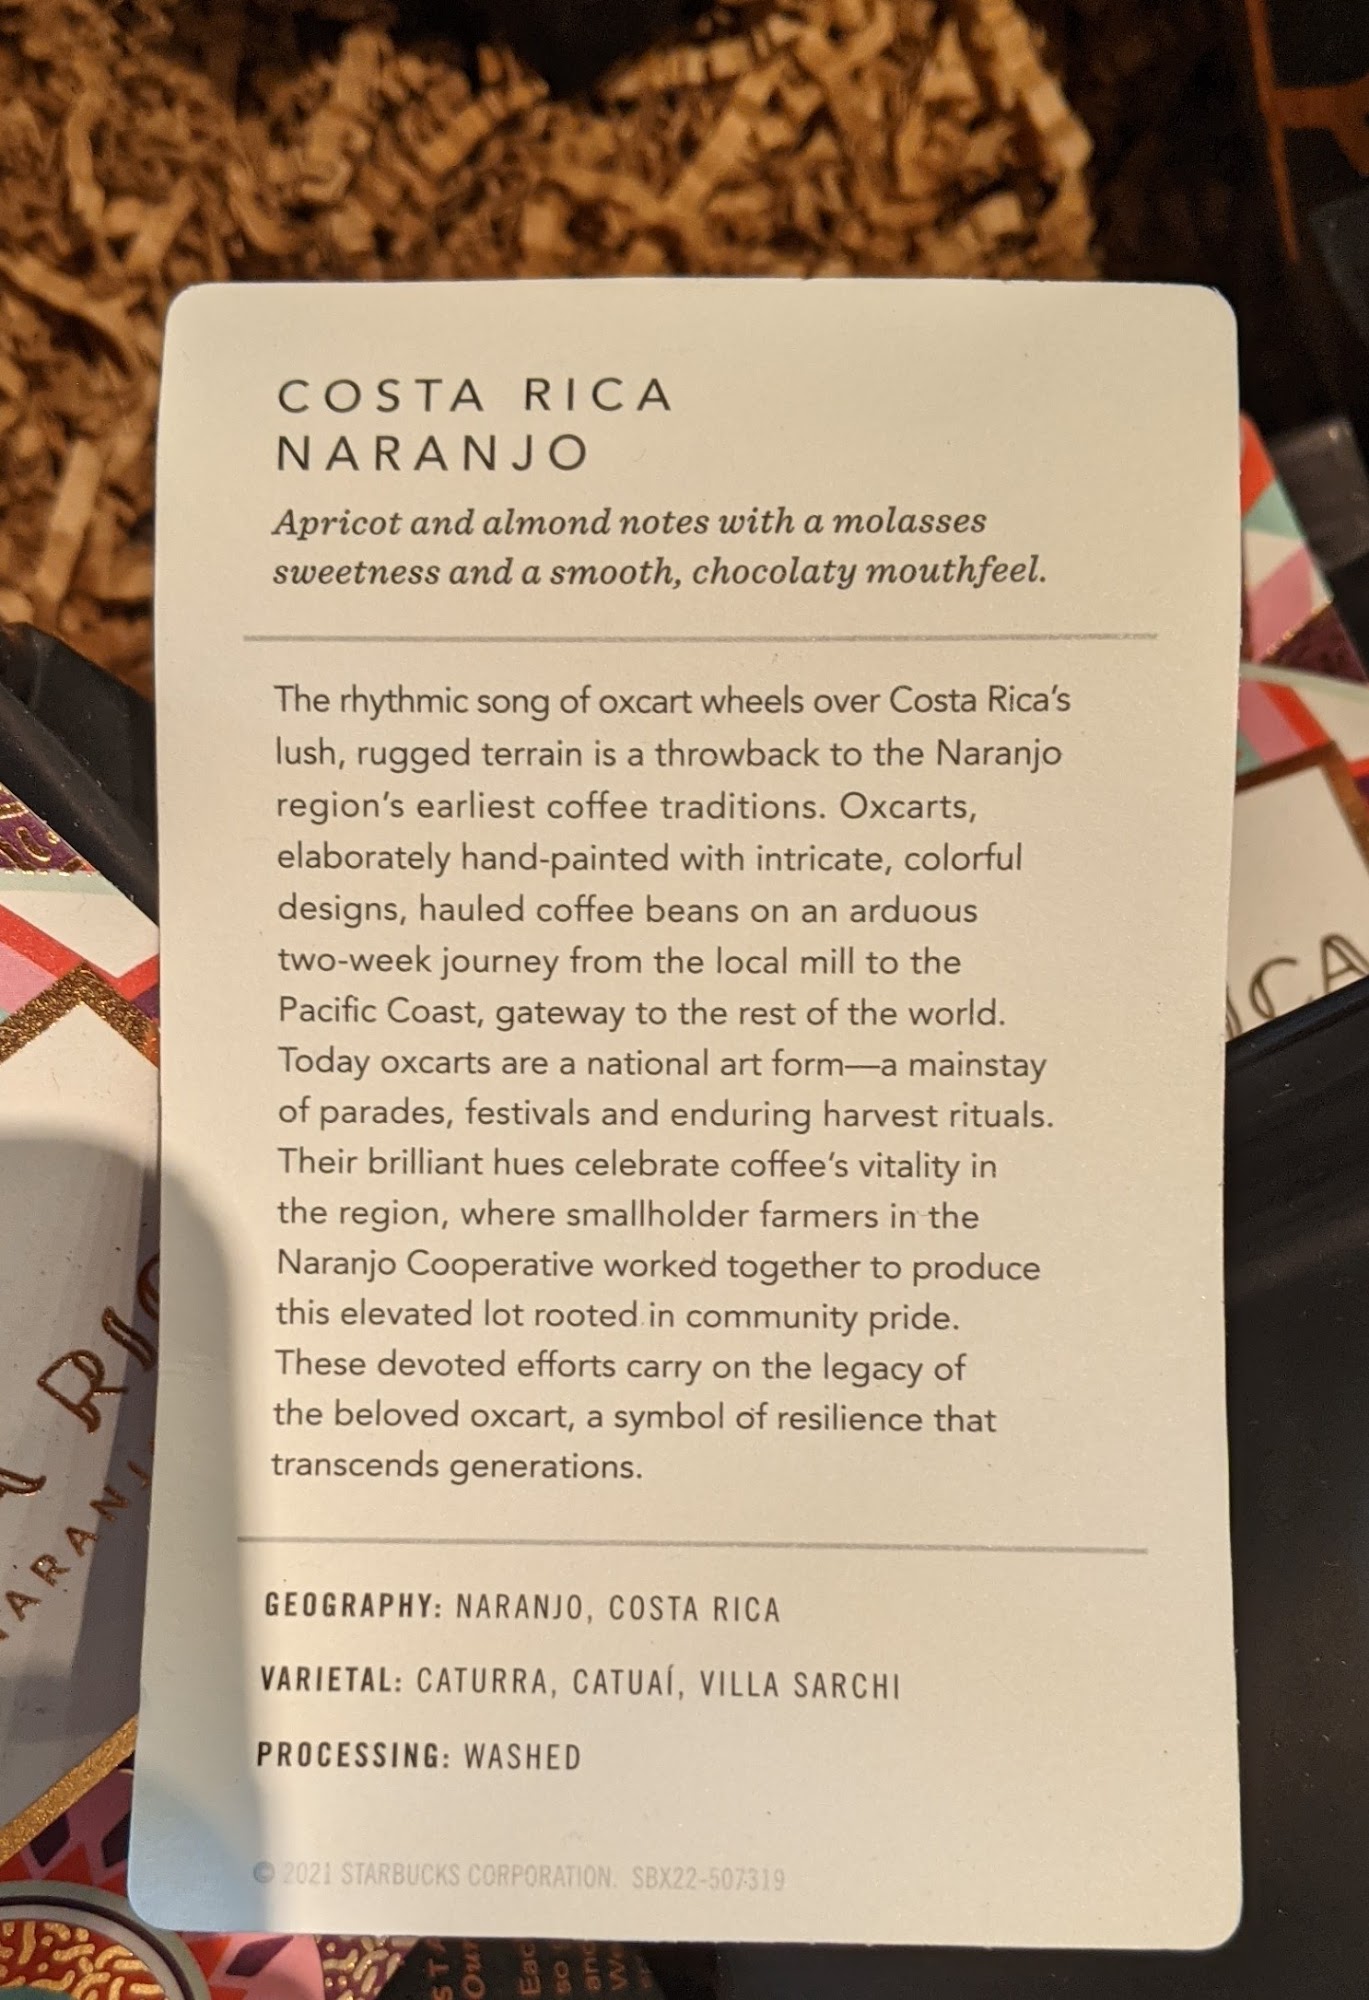 COSTA RICA
NARANJO
Apricot and almond notes with a molasses
sweetness and a smooth, chocolaty mouthfeel.
The rhythmic song of oxcart wheels over Costa Rica's
lush, rugged terrain is a throwback to the Naranjo
region's earliest coffee traditions. Oxcarts,
elaborately hand-painted with intricate, colorful
designs, hauled coffee beans on an arduous
two-week journey from the local mill to the
Pacific Coast, gateway to the rest of the world.
Today oxcarts are a national art form—a mainstay
of parades, festivals and enduring harvest rituals.
Their brilliant hues celebrate coffee's vitality in
the region, where smallholder farmers in the
Naranjo Cooperative worked together to produce
this elevated lot rooted in community pride.
These devoted efforts carry on the legacy of
the beloved oxcart, a symbol of resilience that
transcends generations.
GEOGRAPHY: NARANJO, COSTA RICA
VARIETAL: CATURRA, CATUAÍ, VILLA SARCHI
PROCESSING: WASHED
© 2021 STARBUCKS CORPORATION. SBX22-507319